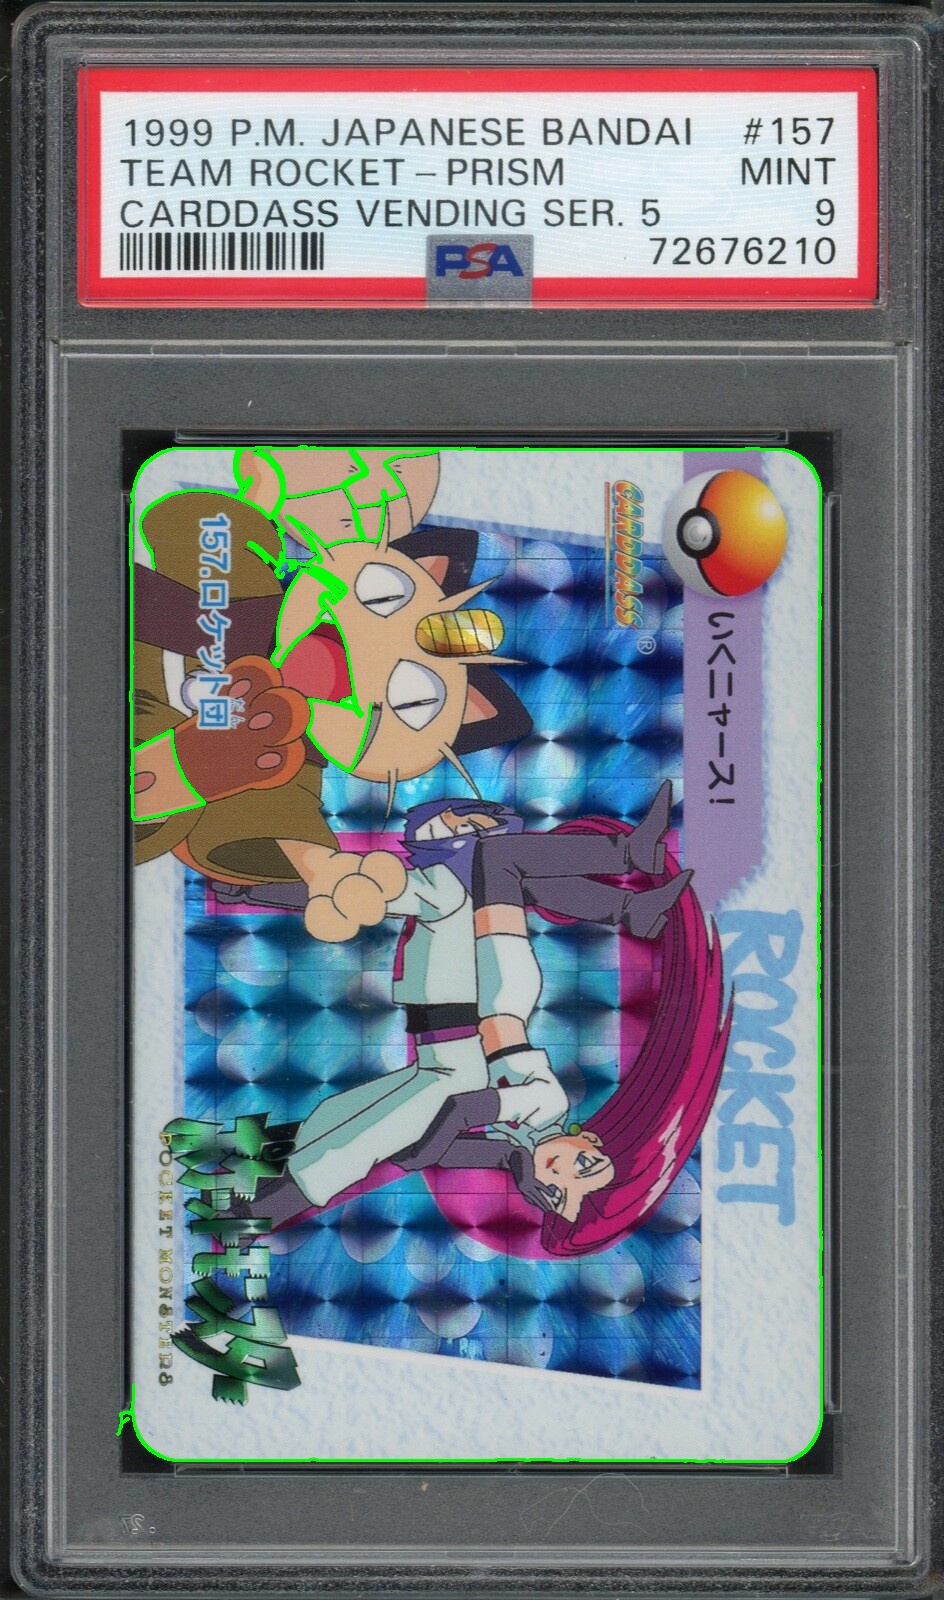 1999 P.M. JAPANESE BANDAI #157
TEAM ROCKET - PRISM MINT
CARDDASS VENDING SER. 5 9
PSA 72676210
CARDDASS®
いくニャース!
ROCKET
157.ロケット団
だん
ポケットモンスター
POCKET MONSTERS